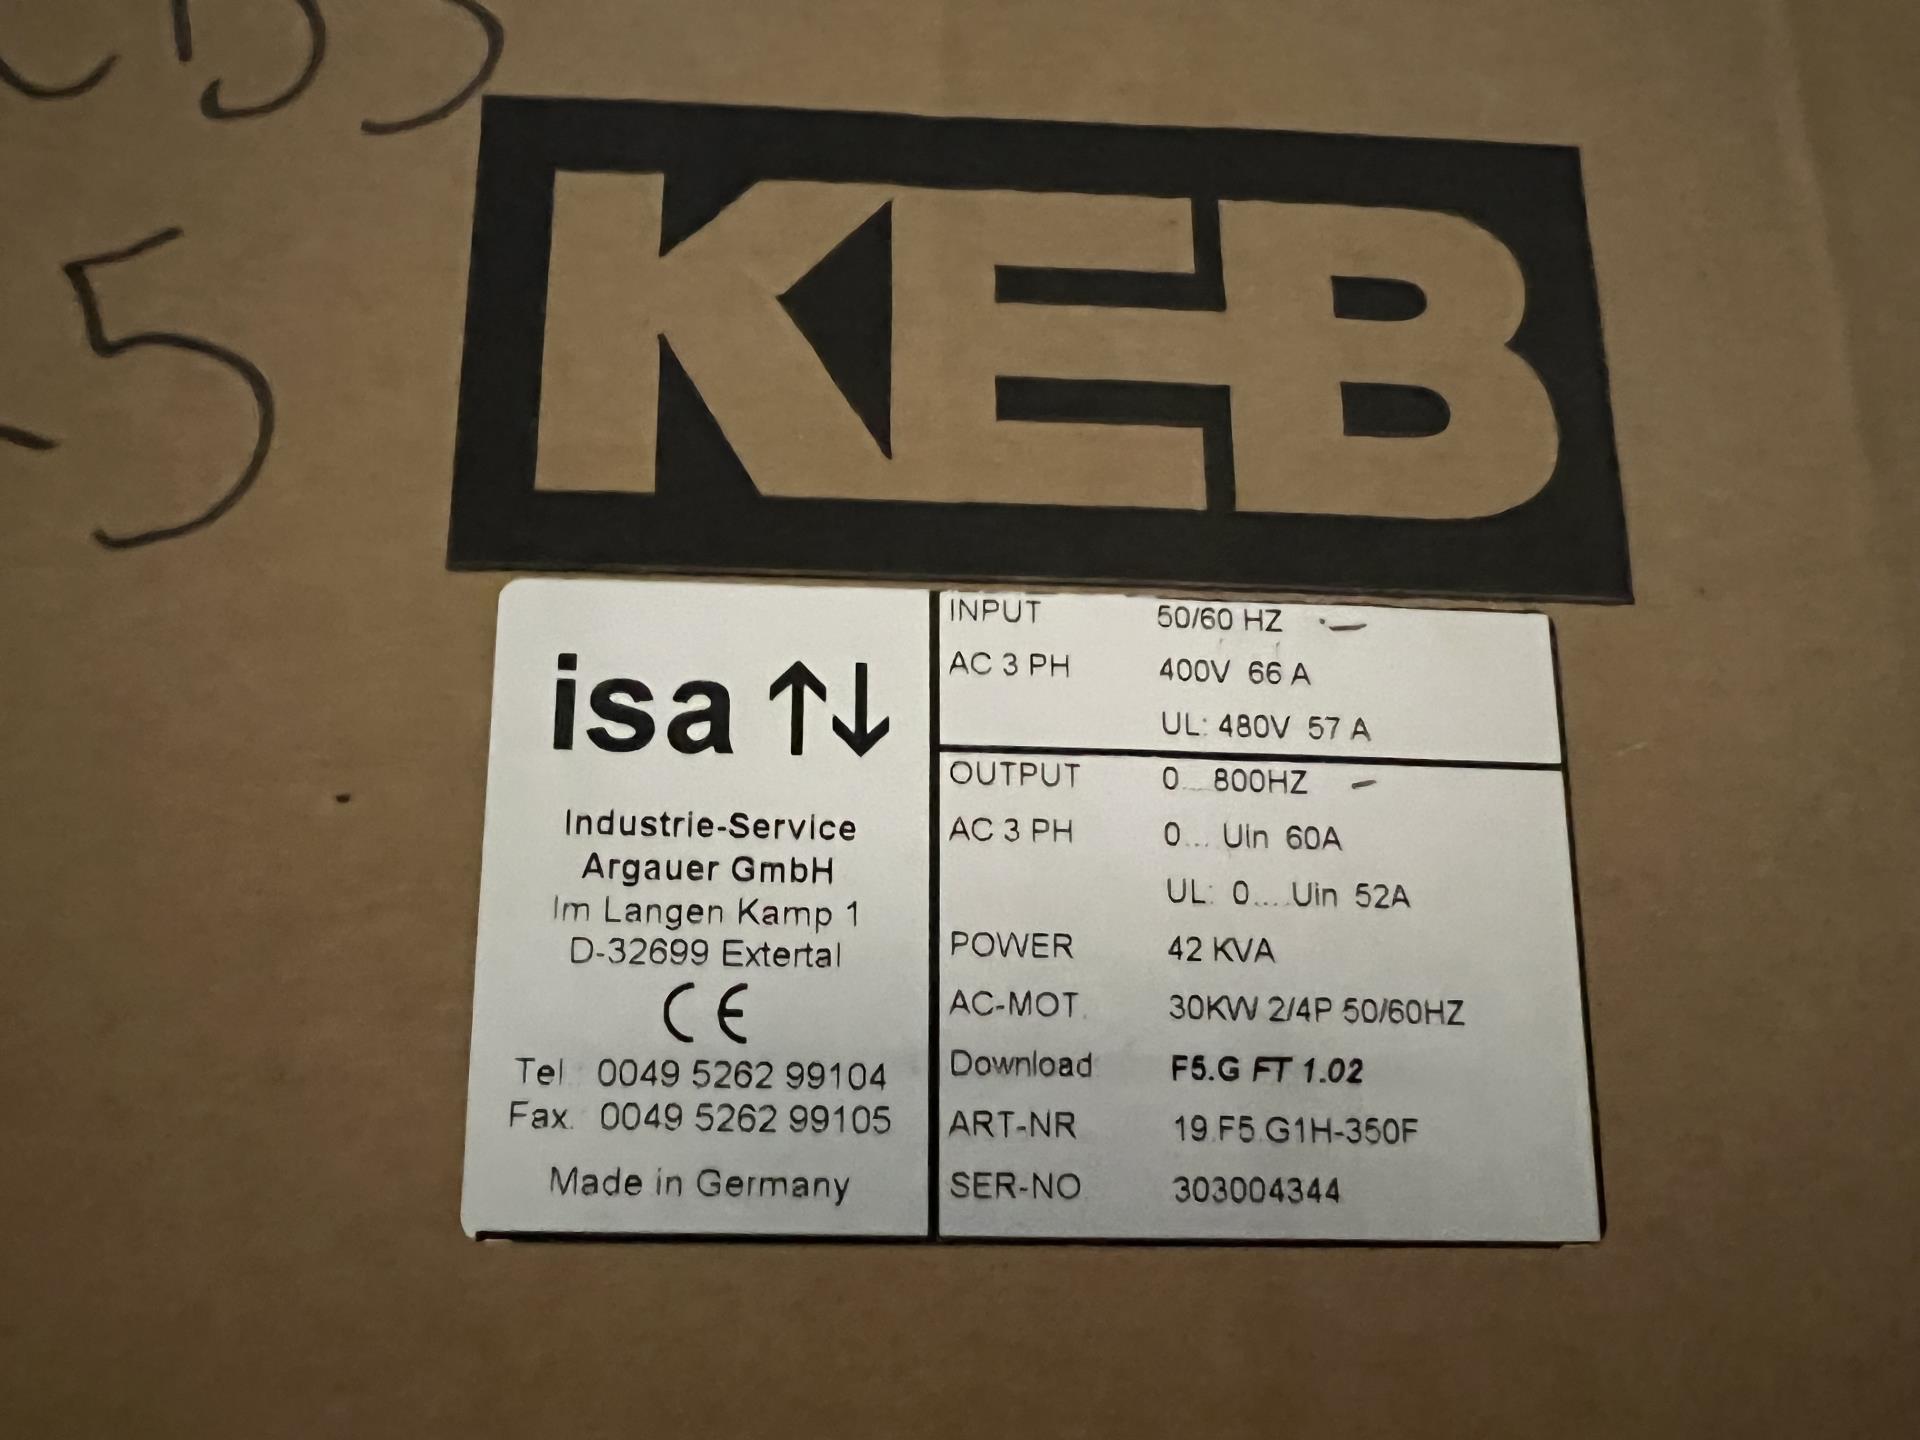 5
KEB
isa ↑↓
Industrie-Service
Argauer GmbH
Im Langen Kamp 1
D-32699 Extertal
CE
Tel 0049 5262 99104
Fax. 0049 5262 99105
Made in Germany
INPUT 50/60 HZ
AC 3 PH 400V 66 A
UL: 480V 57 A
OUTPUT 0....800HZ
AC 3 PH 0... Uin 60A
UL: 0.... Uin 52A
POWER 42 KVA
AC-MOT. 30KW 2/4P 50/60HZ
Download F5.G FT 1.02
ART-NR 19.F5.G1H-350F
SER-NO 303004344